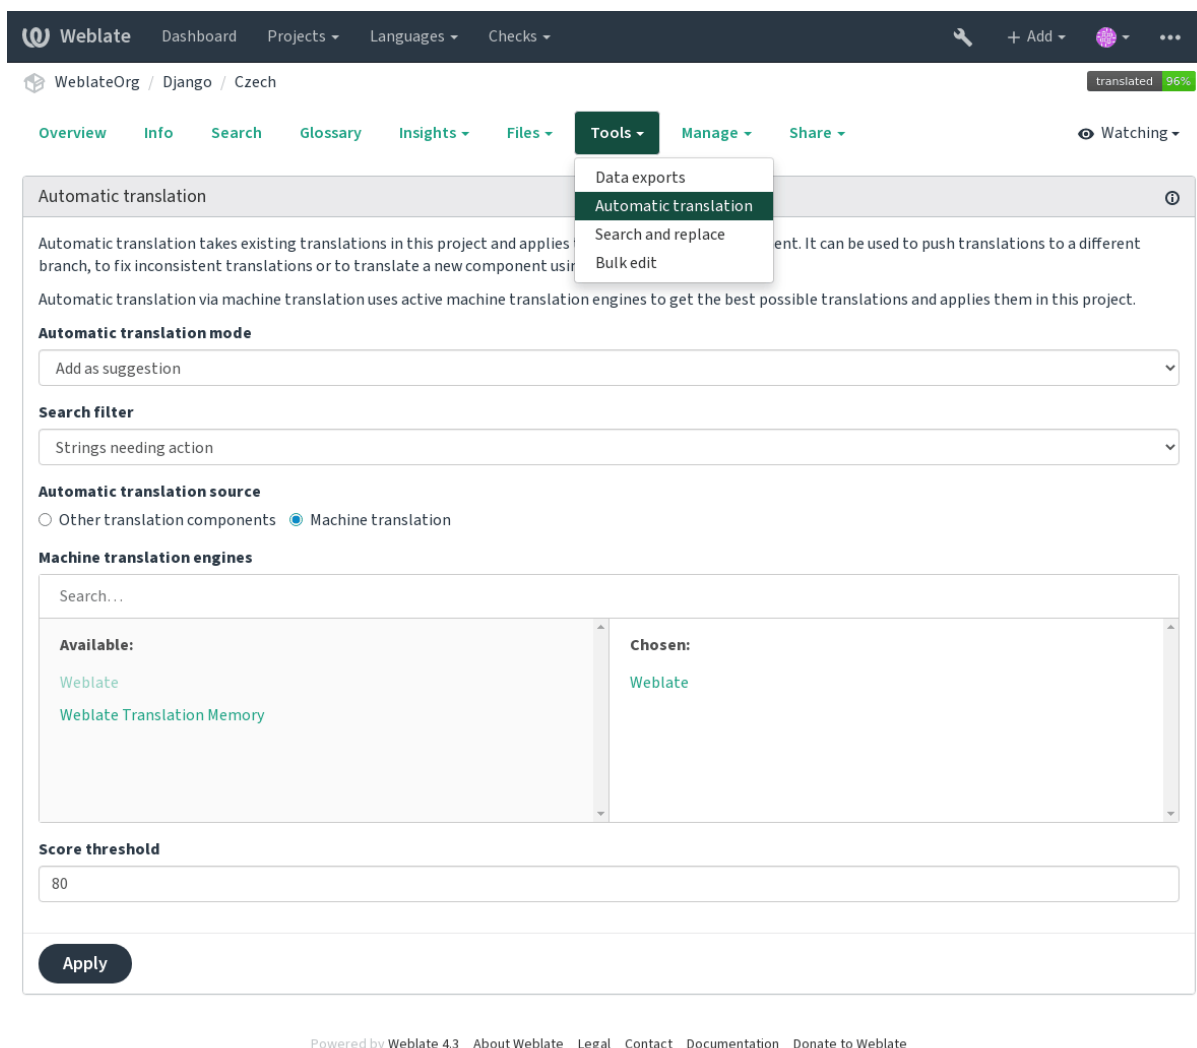 Weblate Dashboard Projects Languages Checks + Add
WeblateOrg / Django / Czech translated 96%
Overview Info Search Glossary Insights Files Tools Manage Share Watching
Data exports
Automatic translation
Search and replace
Bulk edit
Automatic translation
Automatic translation takes existing translations in this project and applies ent. It can be used to push translations to a different
branch, to fix inconsistent translations or to translate a new component
Automatic translation via machine translation uses active machine translation engines to get the best possible translations and applies them in this project.
Automatic translation mode
Add as suggestion
Search filter
Strings needing action
Automatic translation source
Other translation components Machine translation
Machine translation engines
Search…
Available: Chosen:
Weblate Weblate
Weblate Translation Memory
Score threshold
80
Apply
Powered by Weblate 4.3 About Weblate Legal Contact Documentation Donate to Weblate